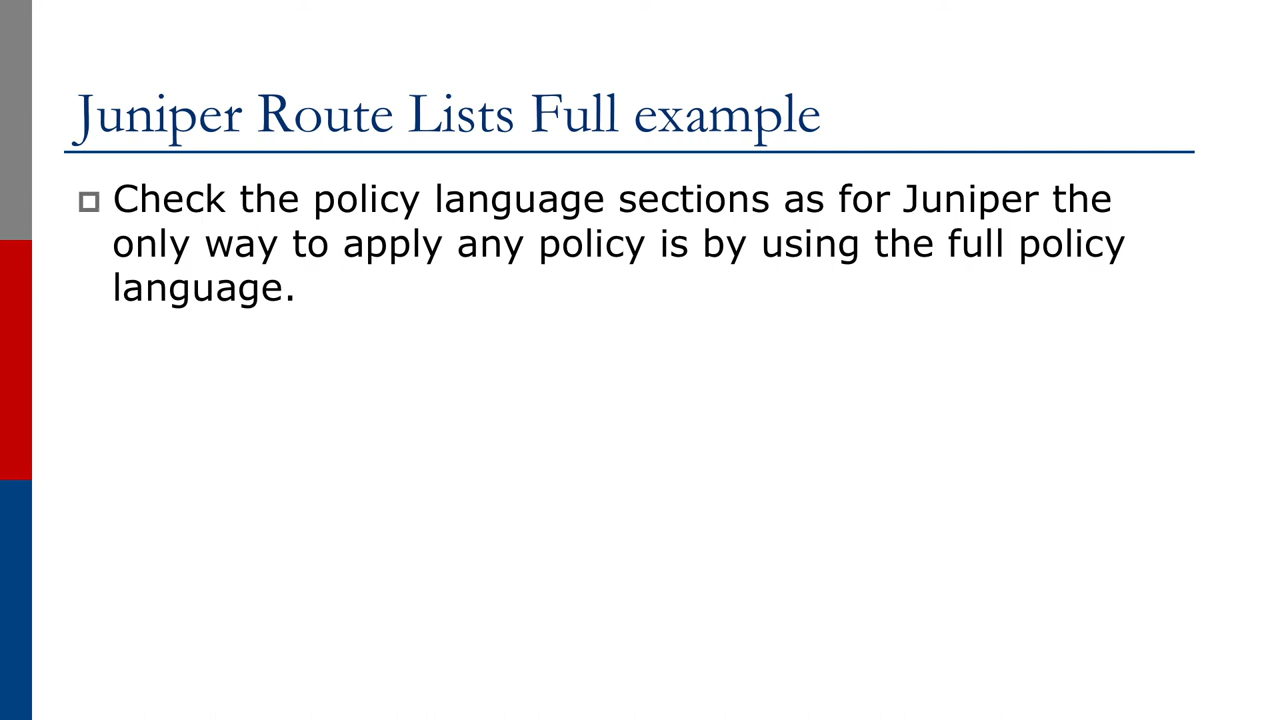 Juniper Route Lists Full example
Check the policy language sections as for Juniper the
only way to apply any policy is by using the full policy
language.